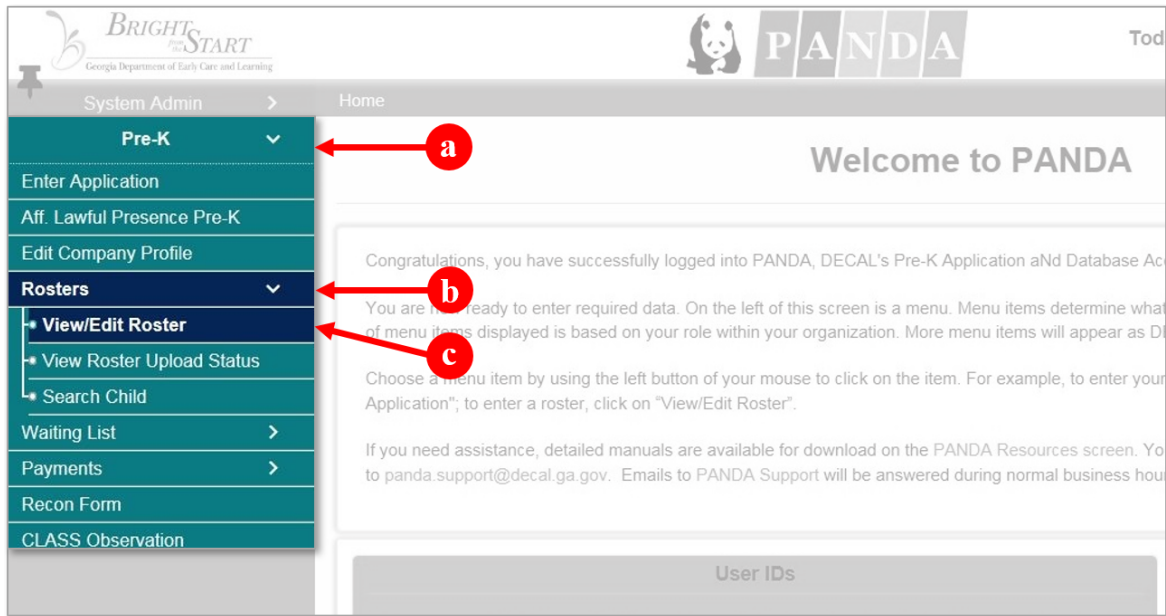 BRIGHT
from the
START
Georgia Department of Early Care and Learning
PANDA
Tod
System Admin
Home
Pre-K
a
Welcome to PANDA
Enter Application
Aff. Lawful Presence Pre-K
Edit Company Profile
Congratulations, you have successfully logged into PANDA, DECAL's Pre-K Application aNd Database Ac
Rosters
b
You are ready to enter required data. On the left of this screen is a menu. Menu items determine what
View/Edit Roster
of menu items displayed is based on your role within your organization. More menu items will appear as
c
View Roster Upload Status
Choose a menu item by using the left button of your mouse to click on the item. For example, to enter your
Search Child
Application"; to enter a roster, click on “View/Edit Roster”.
Waiting List
If you need assistance, detailed manuals are available for download on the PANDA Resources screen. Yo
Payments
to panda.support@decal.ga.gov. Emails to PANDA Support will be answered during normal business hou
Recon Form
CLASS Observation
User IDs